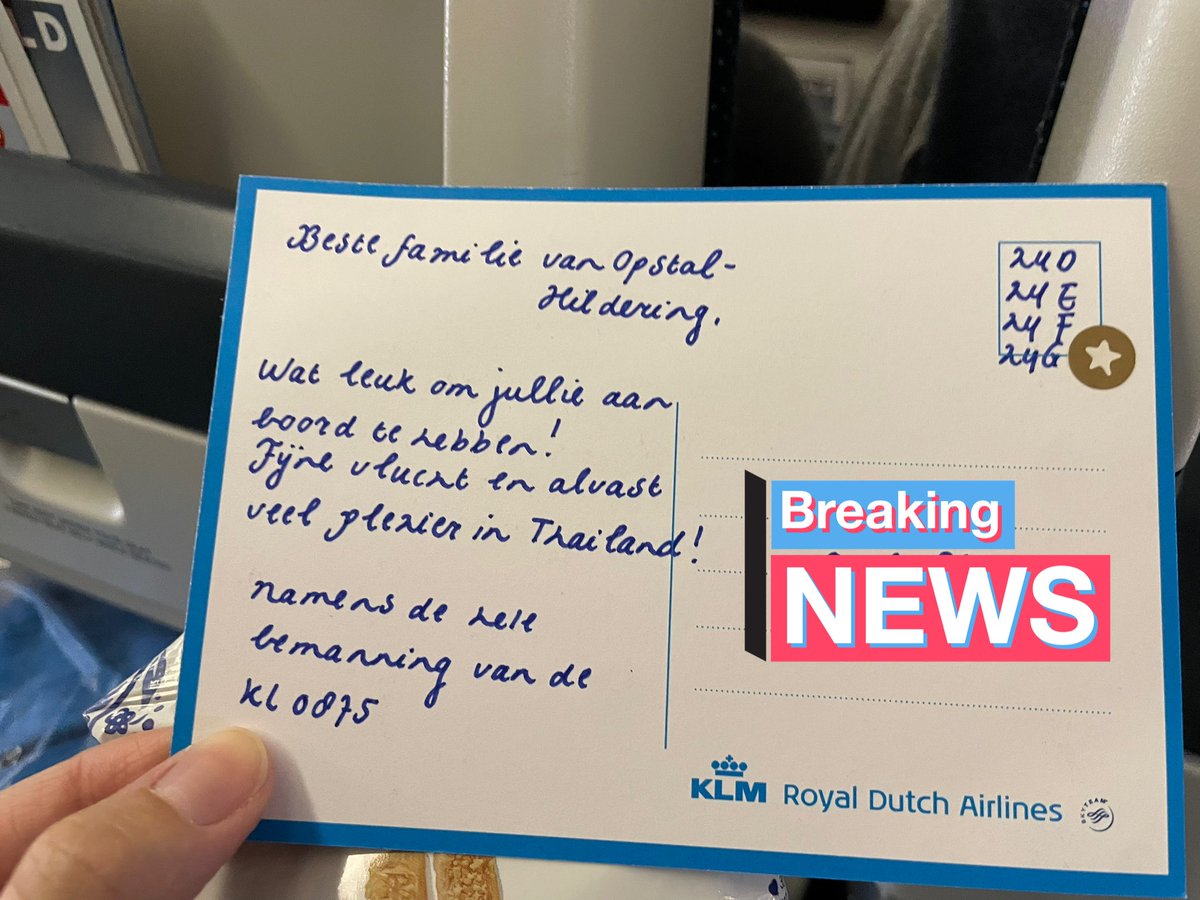 LD
Beste familie van Opstal-
Hildering.
24D
24E
24F
24G
Wat leuk om jullie aan
boord te hebben!
Fijne vlucht en alvast
veel plezier in Thailand!
Namens de hele
bemanning van de
KL 0875
Breaking
NEWS
KLM Royal Dutch Airlines
SKYTEAM